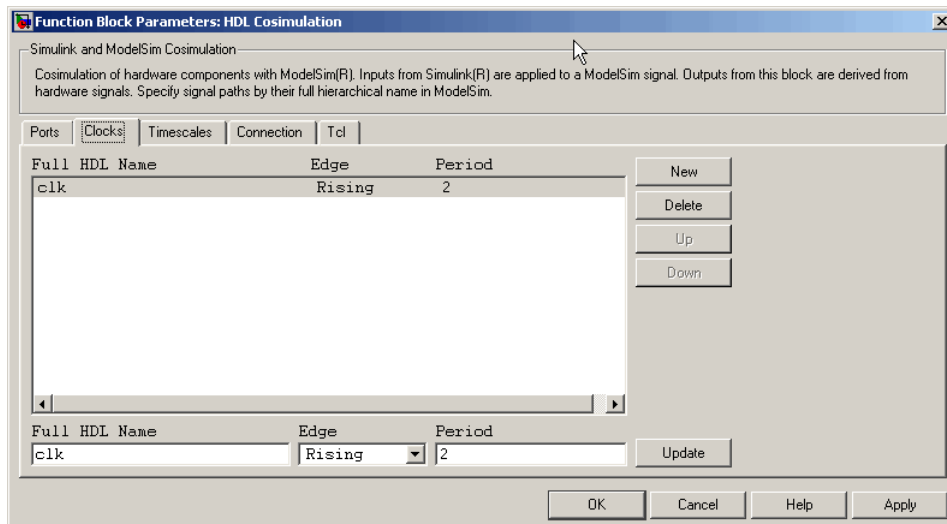 Function Block Parameters: HDL Cosimulation
Simulink and ModelSim Cosimulation
Cosimulation of hardware components with ModelSim(R). Inputs from Simulink(R) are applied to a ModelSim signal. Outputs from this block are derived from
hardware signals. Specify signal paths by their full hierarchical name in ModelSim.
Ports Clocks Timescales Connection Tcl
Full HDL Name Edge Period New
clk Rising 2
Delete
Up
Down
Full HDL Name Edge Period
clk Rising 2 Update
OK Cancel Help Apply